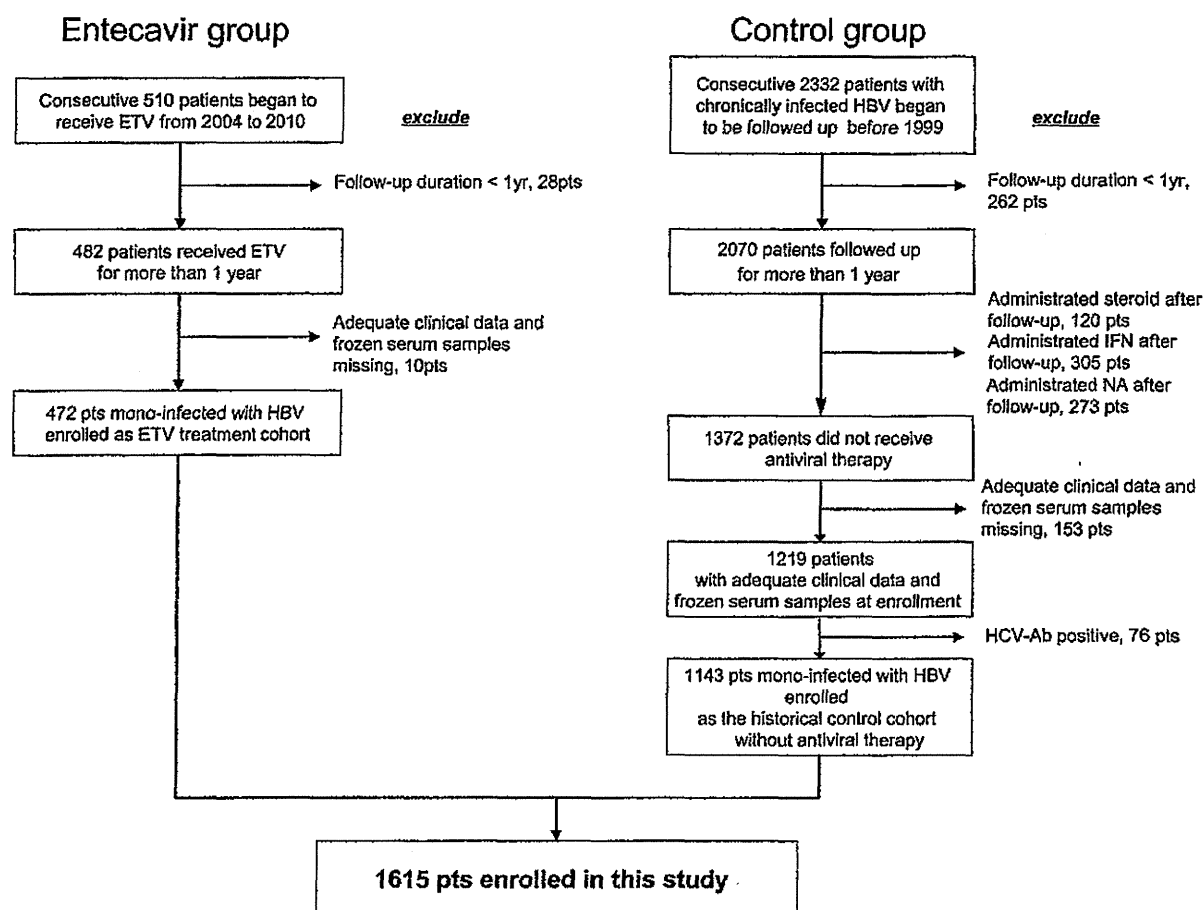 Entecavir group
Consecutive 510 patients began to
receive ETV from 2004 to 2010
exclude
Follow-up duration < 1yr, 28pts
482 patients received ETV
for more than 1 year
Adequate clinical data and
frozen serum samples
missing, 10pts
472 pts mono-infected with HBV
enrolled as ETV treatment cohort
Control group
Consecutive 2332 patients with
chronically infected HBV began
to be followed up before 1999
exclude
Follow-up duration < 1yr,
262 pts
2070 patients followed up
for more than 1 year
Administrated steroid after
follow-up, 120 pts
Administrated IFN after
follow-up, 305 pts
Administrated NA after
follow-up, 273 pts
1372 patients did not receive
antiviral therapy
Adequate clinical data and
frozen serum samples
missing, 153 pts
1219 patients
with adequate clinical data and
frozen serum samples at enrollment
HCV-Ab positive, 76 pts
1143 pts mono-infected with HBV
enrolled
as the historical control cohort
without antiviral therapy
1615 pts enrolled in this study